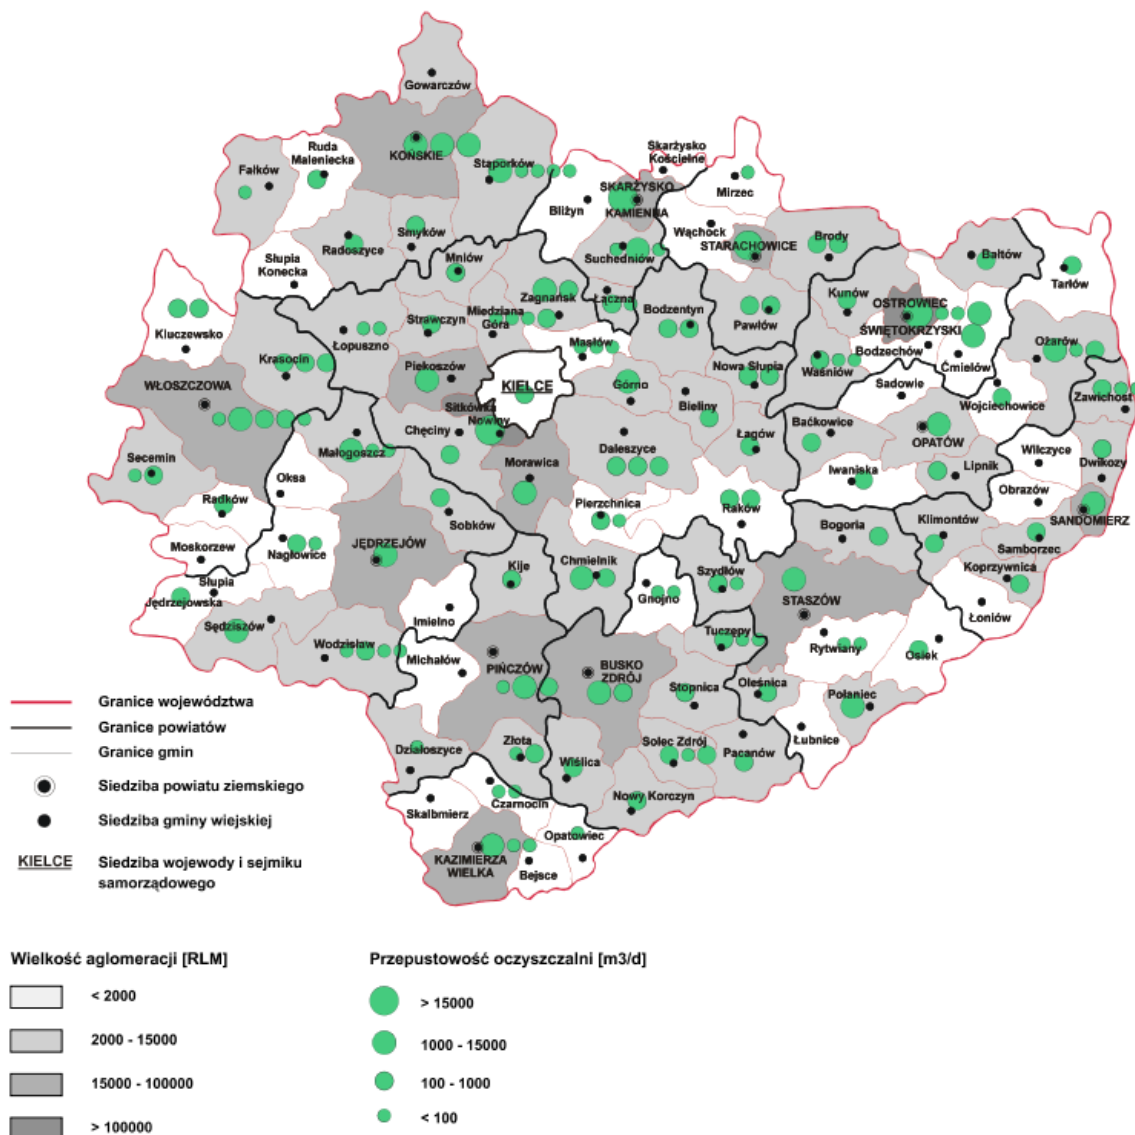 Gowarczów
KOŃSKIE
Ruda
Maleniecka
Fałków
Stąporków
Skarżysko
Kościelne
SKARŻYSKO
KAMIENNA
Mirzec
Bliżyn
Wąchock
STARACHOWICE
Brody
Smyków
Radoszyce
Słupia
Konecka
Mniów
Suchedniów
Bałtów
Tarłów
Kluczewsko
Zagnańsk
Łączna
Bodzentyn
Pawłów
Kunów
OSTROWIEC
ŚWIĘTOKRZYSKI
Bodzechów
Ćmielów
Ożarów
Strawczyn
Miedziana
Góra
Łopuszno
Masłów
Krasocin
Piekoszów
KIELCE
Górno
Nowa Słupia
Waśniów
Sadowie
Wojciechowice
Zawichost
WŁOSZCZOWA
Sitkówka
Nowiny
Bieliny
Chęciny
Małogoszcz
Daleszyce
Łagów
Baćkowice
OPATÓW
Wilczyce
Dwikozy
Secemin
Oksa
Morawica
Iwaniska
Lipnik
Obrazów
Radków
Pierzchnica
Raków
SANDOMIERZ
Sobków
Moskorzew
Nagłowice
JĘDRZEJÓW
Bogoria
Klimontów
Samborzec
Koprzywnica
Słupia
Jędrzejowska
Kije
Chmielnik
Szydłów
Gnojno
STASZÓW
Łoniów
Imielno
Sędziszów
Wodzisław
Tuczępy
Rytwiany
Osiek
Michałów
PIŃCZÓW
BUSKO
ZDRÓJ
Stopnica
Oleśnica
Połaniec
Łubnice
Działoszyce
Złota
Wiślica
Solec Zdrój
Pacanów
Skalbmierz
Czarnocin
Nowy Korczyn
Opatowiec
KAZIMIERZA
WIELKA
Bejsce
Granice województwa
Granice powiatów
Granice gmin
Siedziba powiatu ziemskiego
Siedziba gminy wiejskiej
KIELCE Siedziba wojewody i sejmiku
samorządowego
Wielkość aglomeracji [RLM]
< 2000
2000 - 15000
15000 - 100000
> 100000
Przepustowość oczyszczalni [m3/d]
> 15000
1000 - 15000
100 - 1000
< 100